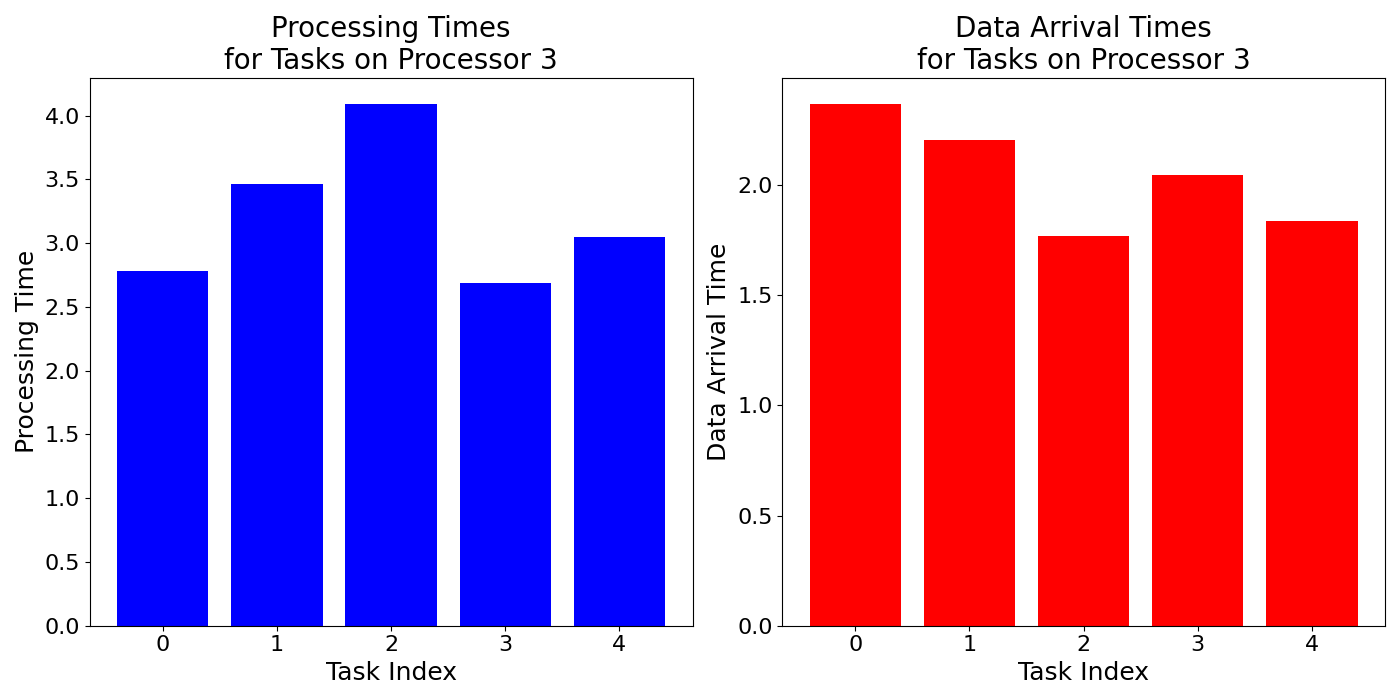 Processing Times
for Tasks on Processor 3
Processing Time
4.0
3.5
3.0
2.5
2.0
1.5
1.0
0.5
0.0
0 1 2 3 4
Task Index
Data Arrival Times
for Tasks on Processor 3
Data Arrival Time
2.0
1.5
1.0
0.5
0.0
0 1 2 3 4
Task Index